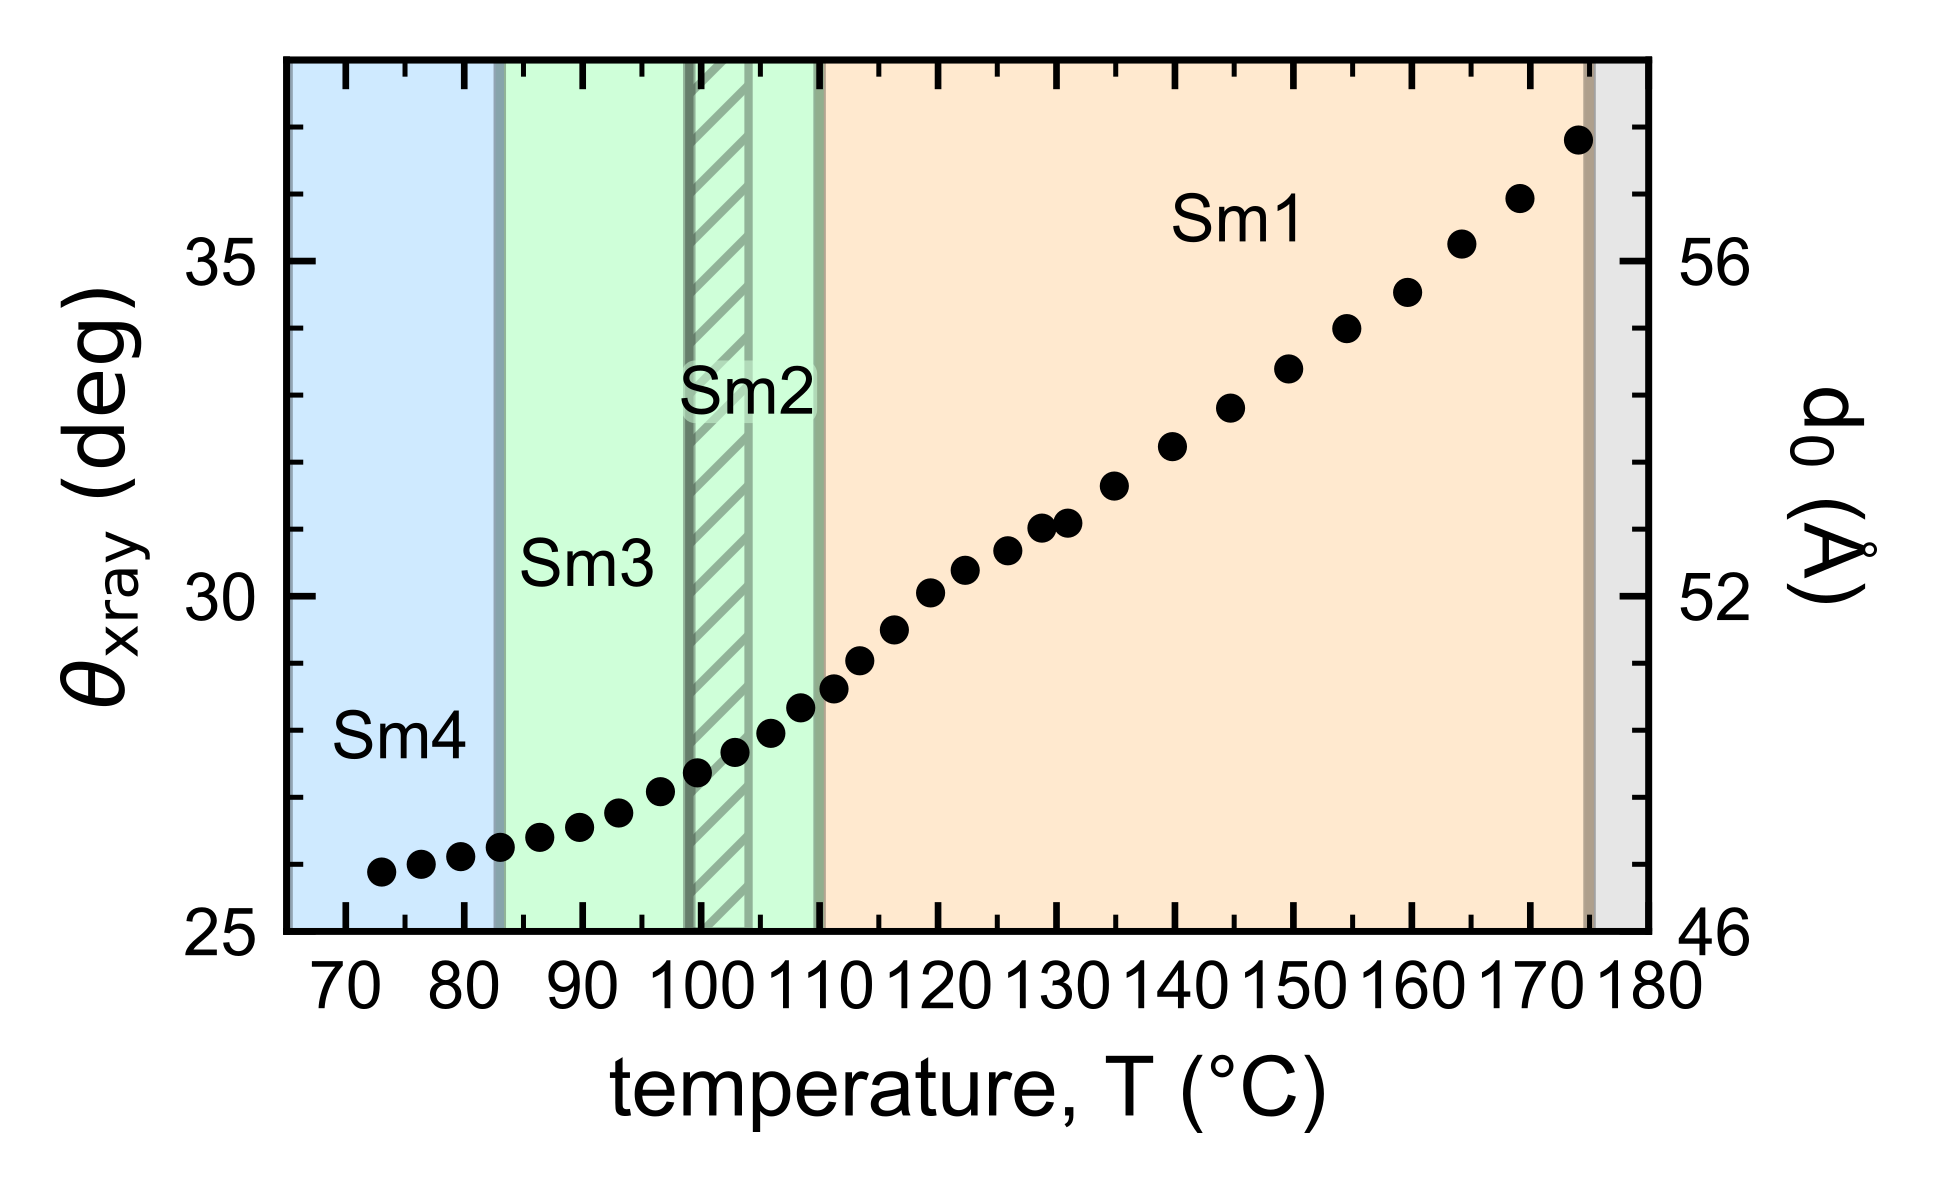 35
30
25
θxray (deg)
Sm4
Sm3
Sm2
Sm1
56
52
46
d0 (Å)
70 80 90 100 110 120 130 140 150 160 170 180
temperature, T (°C)